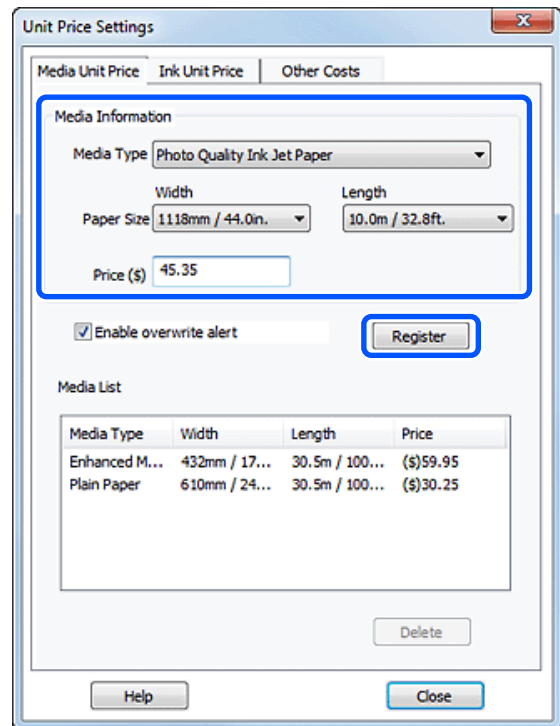 Unit Price Settings
Media Unit Price Ink Unit Price Other Costs
Media Information
Media Type Photo Quality Ink Jet Paper
Width Length
Paper Size 1118mm / 44.0in. 10.0m / 32.8ft.
Price ($) 45.35
Enable overwrite alert Register
Media List
Media Type Width Length Price
Enhanced M... 432mm / 17... 30.5m / 100... ($)59.95
Plain Paper 610mm / 24... 30.5m / 100... ($)30.25
Delete
Help Close